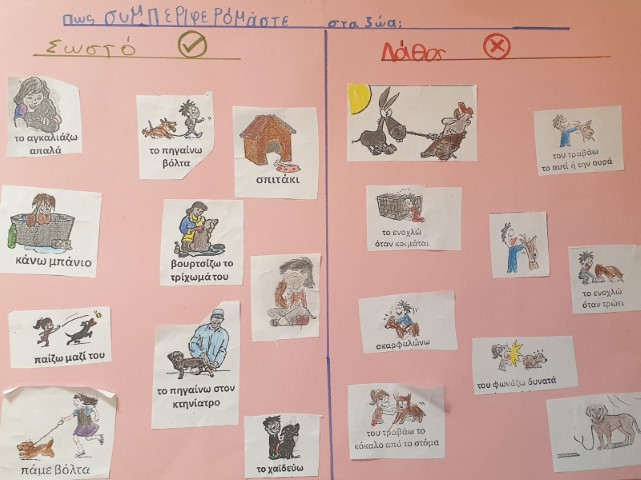 πως συΜΠΕΡΙΦΕΡόΜΑΣΤΕ στα ζώα;
Σωστό
Λάθος
το αγκαλιάζω
απαλά
το πηγαίνω
βόλτα
σπιτάκι
κάνω μπάνιο
βουρτσίζω το
τρίχωμά του
παίζω μαζί του
το πηγαίνω στον
κτηνίατρο
πάμε βόλτα
το χαϊδεύω
του τραβάω
το αυτί ή την ουρά
το ενοχλώ
όταν κοιμάται
το ενοχλώ
όταν τρώει
σκαρφαλώνω
του φωνάζω δυνατά
του τραβάω το
κόκαλο από το στόμα